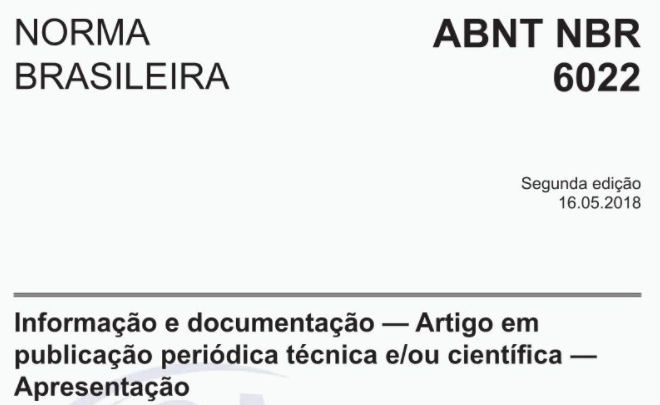 NORMA
BRASILEIRA
ABNT NBR
6022
Segunda edição
16.05.2018
Informação e documentação — Artigo em
publicação periódica técnica e/ou científica —
Apresentação